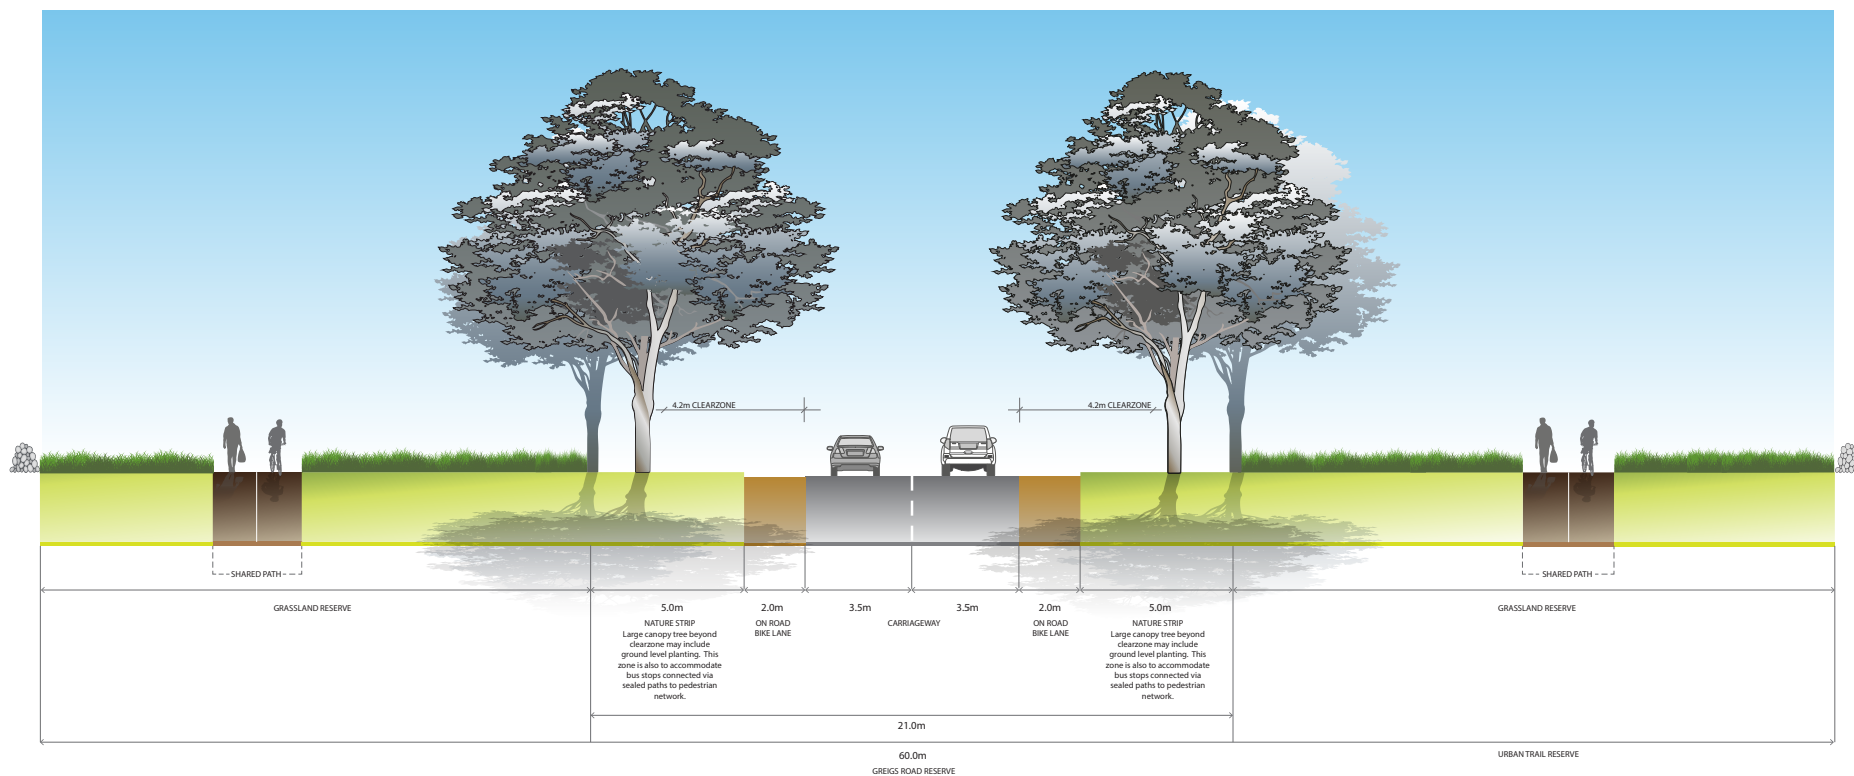 4.2m CLEARZONE
4.2m CLEARZONE
SHARED PATH
SHARED PATH
GRASSLAND RESERVE
5.0m
NATURE STRIP
Large canopy tree beyond
clearzone may include
ground level planting. This
zone is also to accommodate
bus stops connected via
sealed paths to pedestrian
network.
2.0m
ON ROAD
BIKE LANE
3.5m
3.5m
CARRIAGEWAY
2.0m
ON ROAD
BIKE LANE
5.0m
NATURE STRIP
Large canopy tree beyond
clearzone may include
ground level planting. This
zone is also to accommodate
bus stops connected via
sealed paths to pedestrian
network.
GRASSLAND RESERVE
21.0m
60.0m
GREIGS ROAD RESERVE
URBAN TRAIL RESERVE